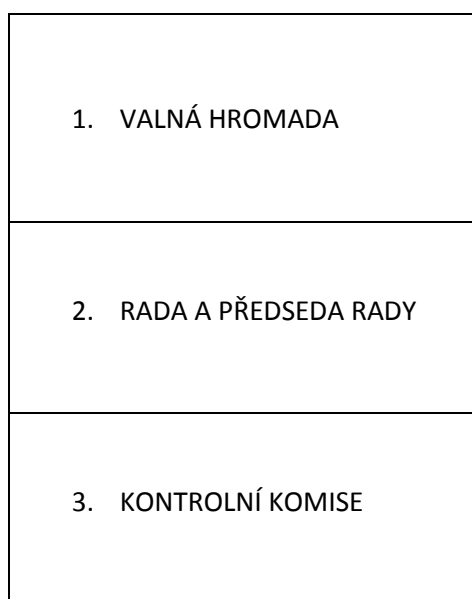 1. VALNÁ HROMADA
2. RADA A PŘEDSEDA RADY
3. KONTROLNÍ KOMISE